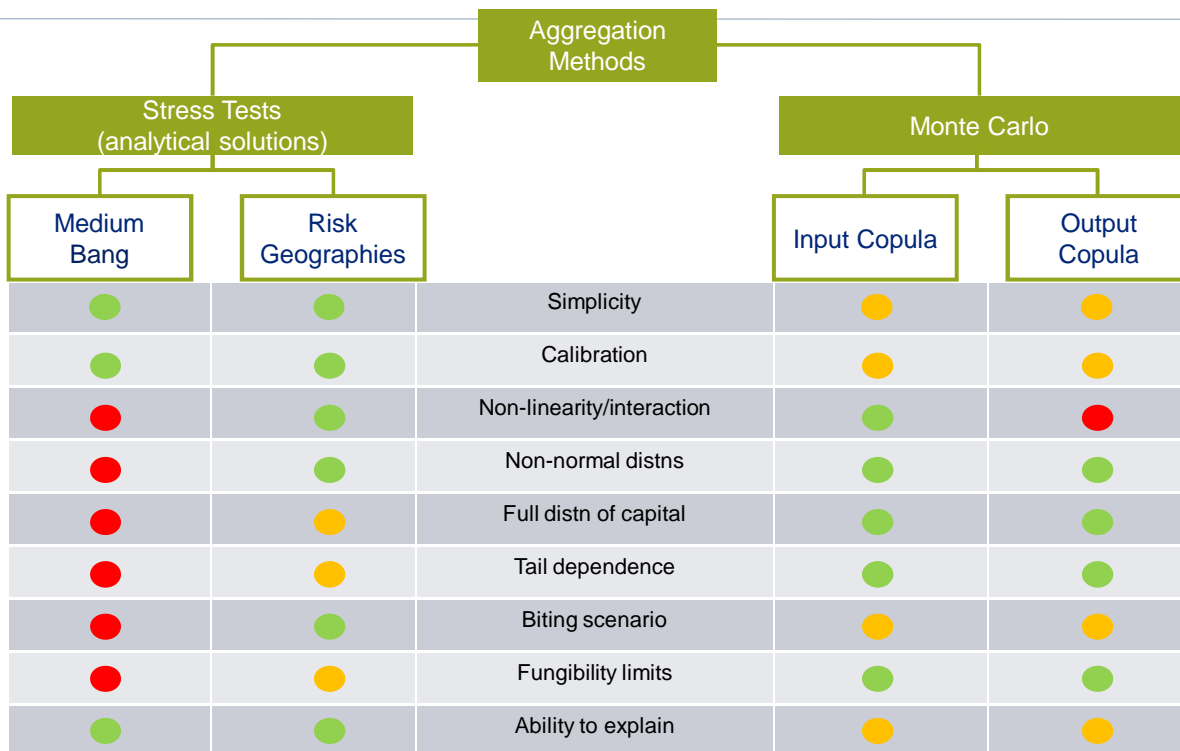 Aggregation
Methods
Stress Tests
(analytical solutions)
Monte Carlo
Medium
Bang
Risk
Geographies
Input Copula
Output
Copula
Simplicity
Calibration
Non-linearity/interaction
Non-normal distns
Full distn of capital
Tail dependence
Biting scenario
Fungibility limits
Ability to explain